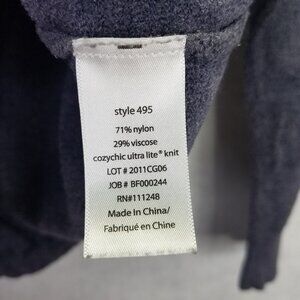 style 495
71% nylon
29% viscose
cozychic ultra lite® knit
LOT # 2011CG06
JOB # BF000244
RN#111248
Made in China/
Fabriqué en Chine